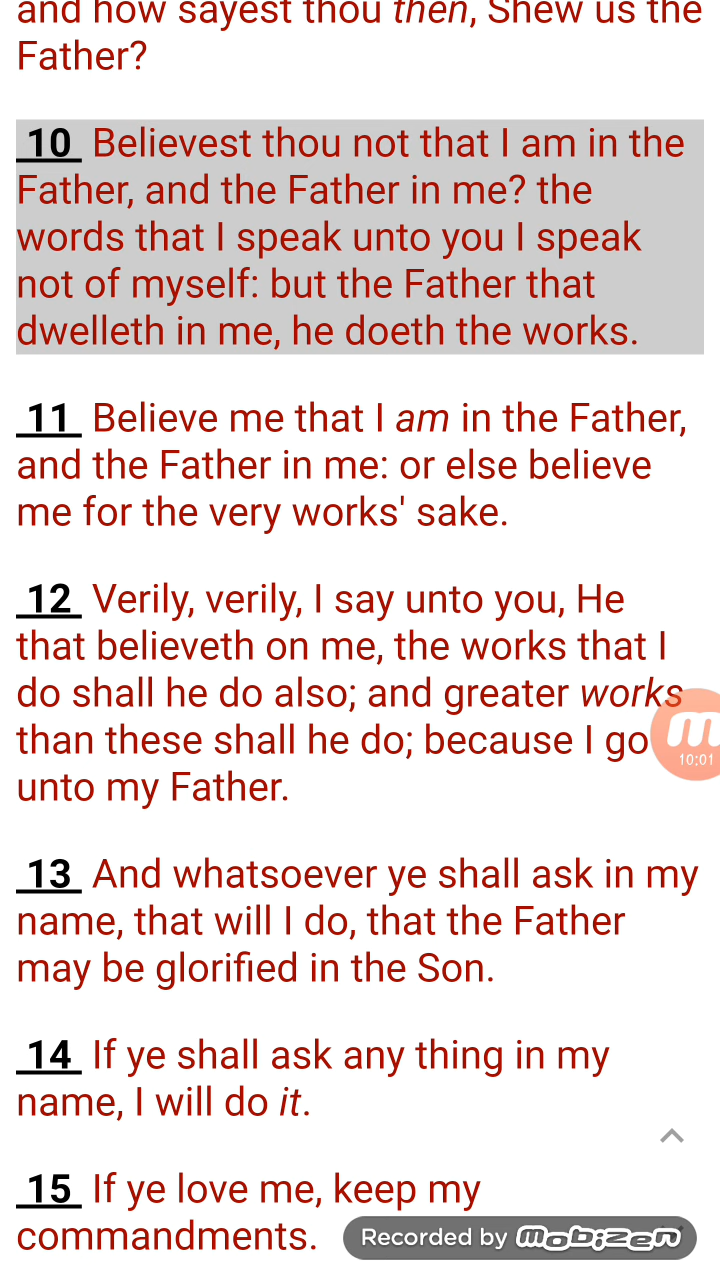 and how sayest thou then, Shew us the
Father?
10 Believest thou not that I am in the
Father, and the Father in me? the
words that I speak unto you I speak
not of myself: but the Father that
dwelleth in me, he doeth the works.
11 Believe me that I am in the Father,
and the Father in me: or else believe
me for the very works' sake.
12 Verily, verily, I say unto you, He
that believeth on me, the works that I
do shall he do also; and greater works
than these shall he do; because I go
unto my Father.
10:01
13 And whatsoever ye shall ask in my
name, that will I do, that the Father
may be glorified in the Son.
14 If ye shall ask any thing in my
name, I will do it.
15 If ye love me, keep my
commandments.
Recorded by mobizen